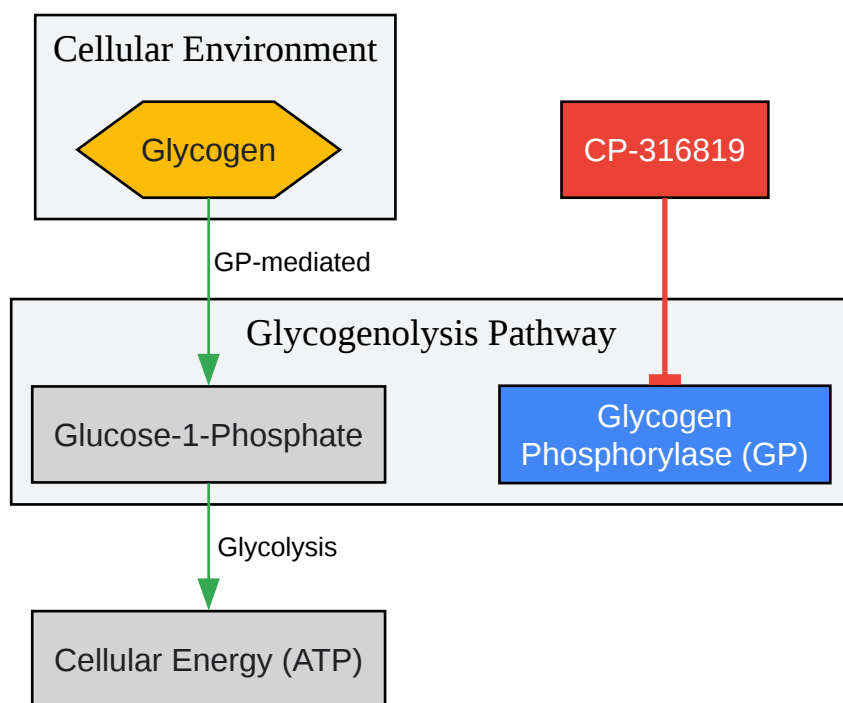 Cellular Environment
Glycogen
CP-316819
GP-mediated
Glycogenolysis Pathway
Glucose-1-Phosphate
Glycogen
Phosphorylase (GP)
Glycolysis
Cellular Energy (ATP)